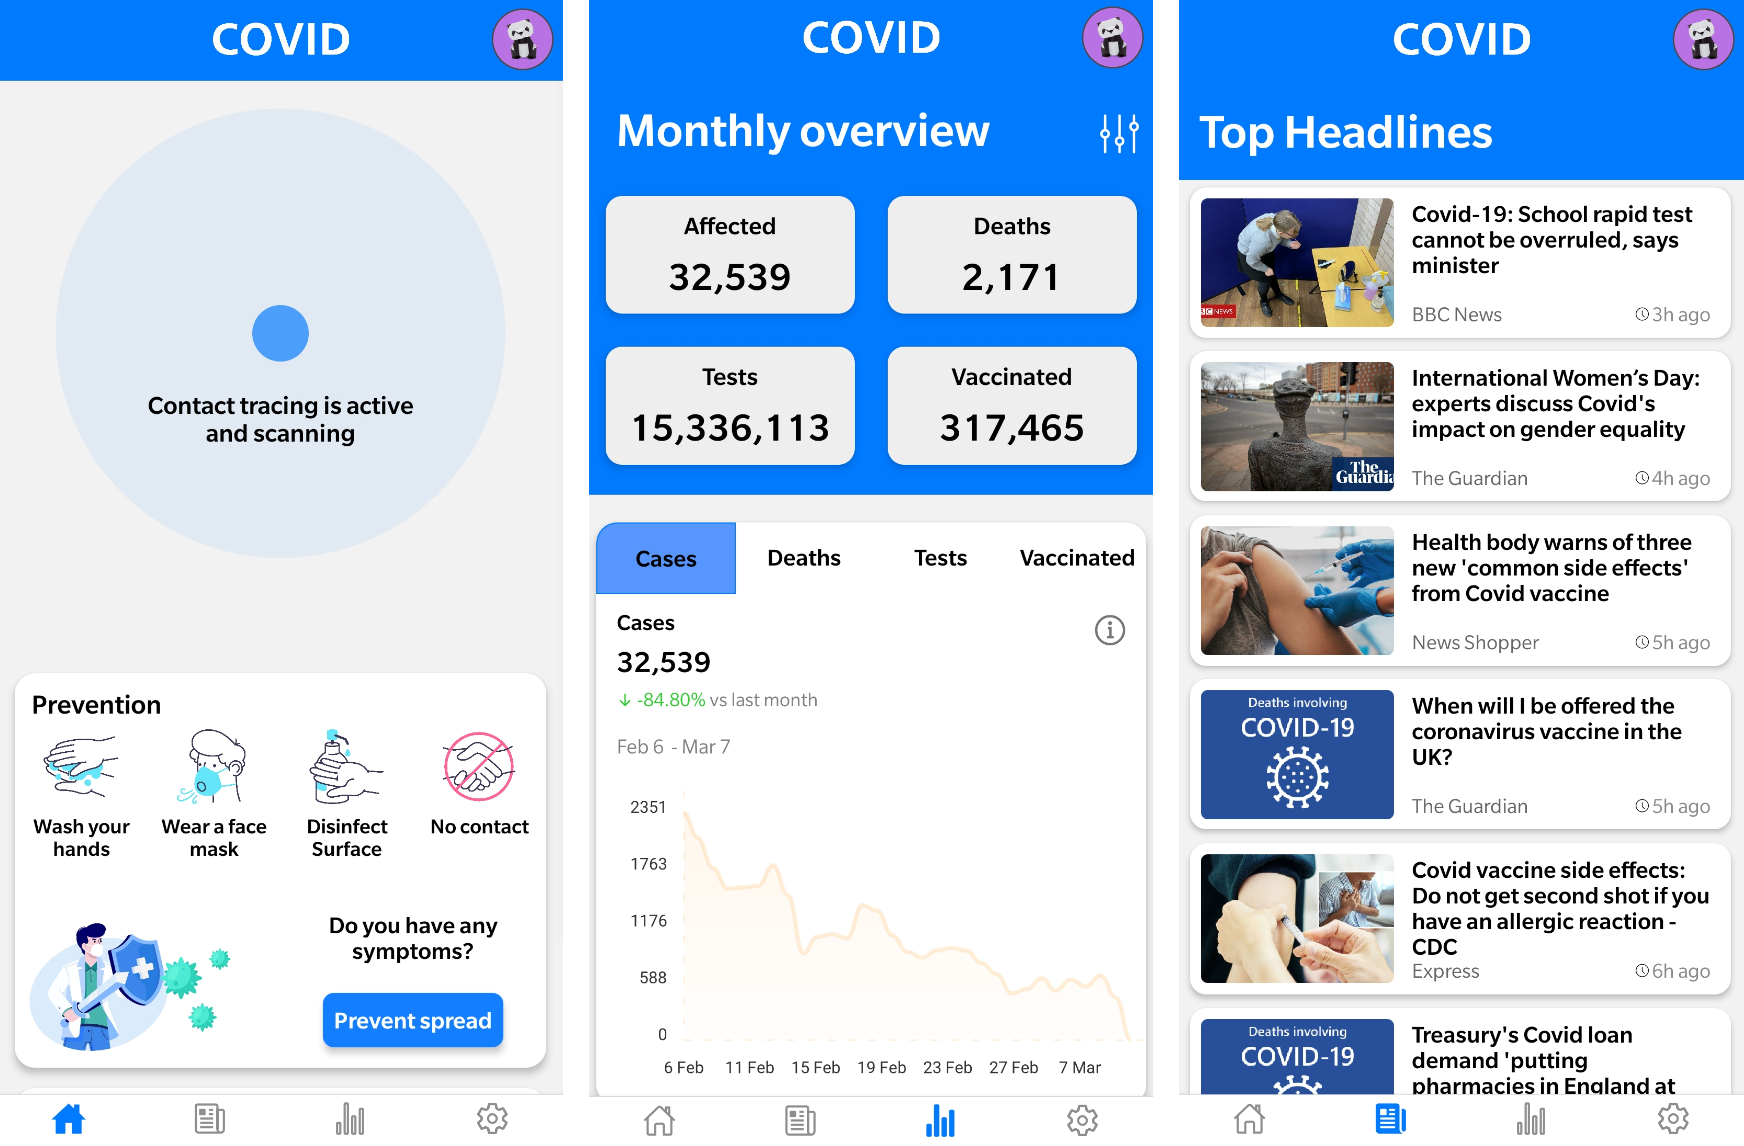 COVID
Contact tracing is active
and scanning
Prevention
Wash your
hands
Wear a face
mask
Disinfect
Surface
No contact
Do you have any
symptoms?
Prevent spread
COVID
Monthly overview
Affected
32,539
Deaths
2,171
Tests
15,336,113
Vaccinated
317,465
Cases
Deaths
Tests
Vaccinated
Cases
32,539
↓ -84.80% vs last month
Feb 6 - Mar 7
2351
1763
1176
588
0
6 Feb 11 Feb 15 Feb 19 Feb 23 Feb 27 Feb 7 Mar
COVID
Top Headlines
BC NEWS
Covid-19: School rapid test
cannot be overruled, says
minister
BBC News 3h ago
The
Guardia
International Women’s Day:
experts discuss Covid's
impact on gender equality
The Guardian 4h ago
Health body warns of three
new 'common side effects'
from Covid vaccine
News Shopper 5h ago
Deaths involving
COVID-19
When will I be offered the
coronavirus vaccine in the
UK?
The Guardian 5h ago
Covid vaccine side effects:
Do not get second shot if you
have an allergic reaction -
CDC
Express 6h ago
Deaths involving
COVID-19
Treasury's Covid loan
demand 'putting
pharmacies in England at